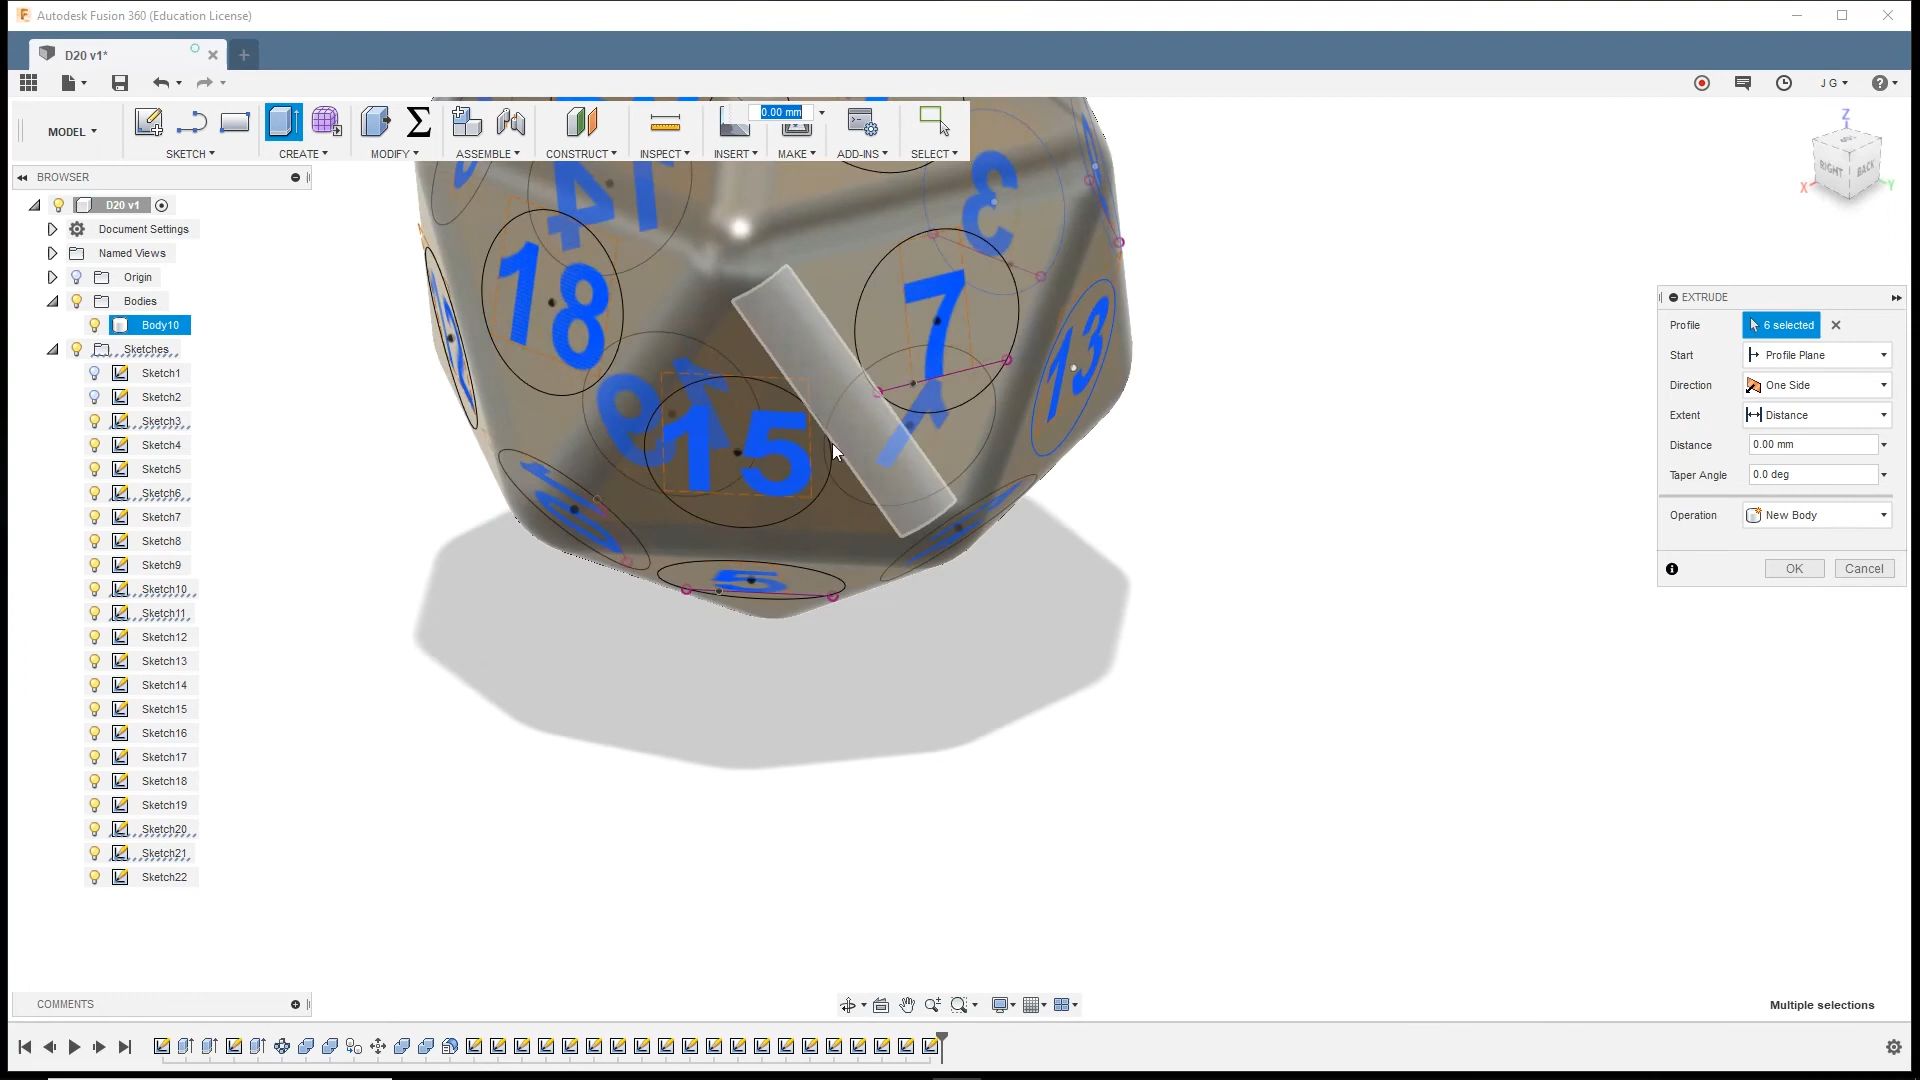 Autodesk Fusion 360 (Education License)
D20 v1*
J G
MODEL
SKETCH
CREATE
MODIFY
ASSEMBLE
CONSTRUCT
INSPECT
INSERT
0.00 mm
MAKE
ADD-INS
SELECT
Z
RIGHT
BACK
X
Y
BROWSER
D20 v1
Document Settings
Named Views
Origin
Bodies
Body10
Sketches
Sketch1
Sketch2
Sketch3
Sketch4
Sketch5
Sketch6
Sketch7
Sketch8
Sketch9
Sketch10
Sketch11
Sketch12
Sketch13
Sketch14
Sketch15
Sketch16
Sketch17
Sketch18
Sketch19
Sketch20
Sketch21
Sketch22
14
3
18
7
13
19
15
5
EXTRUDE
Profile
6 selected
Start
Profile Plane
Direction
One Side
Extent
Distance
Distance
0.00 mm
Taper Angle
0.0 deg
Operation
New Body
OK
Cancel
COMMENTS
Multiple selections